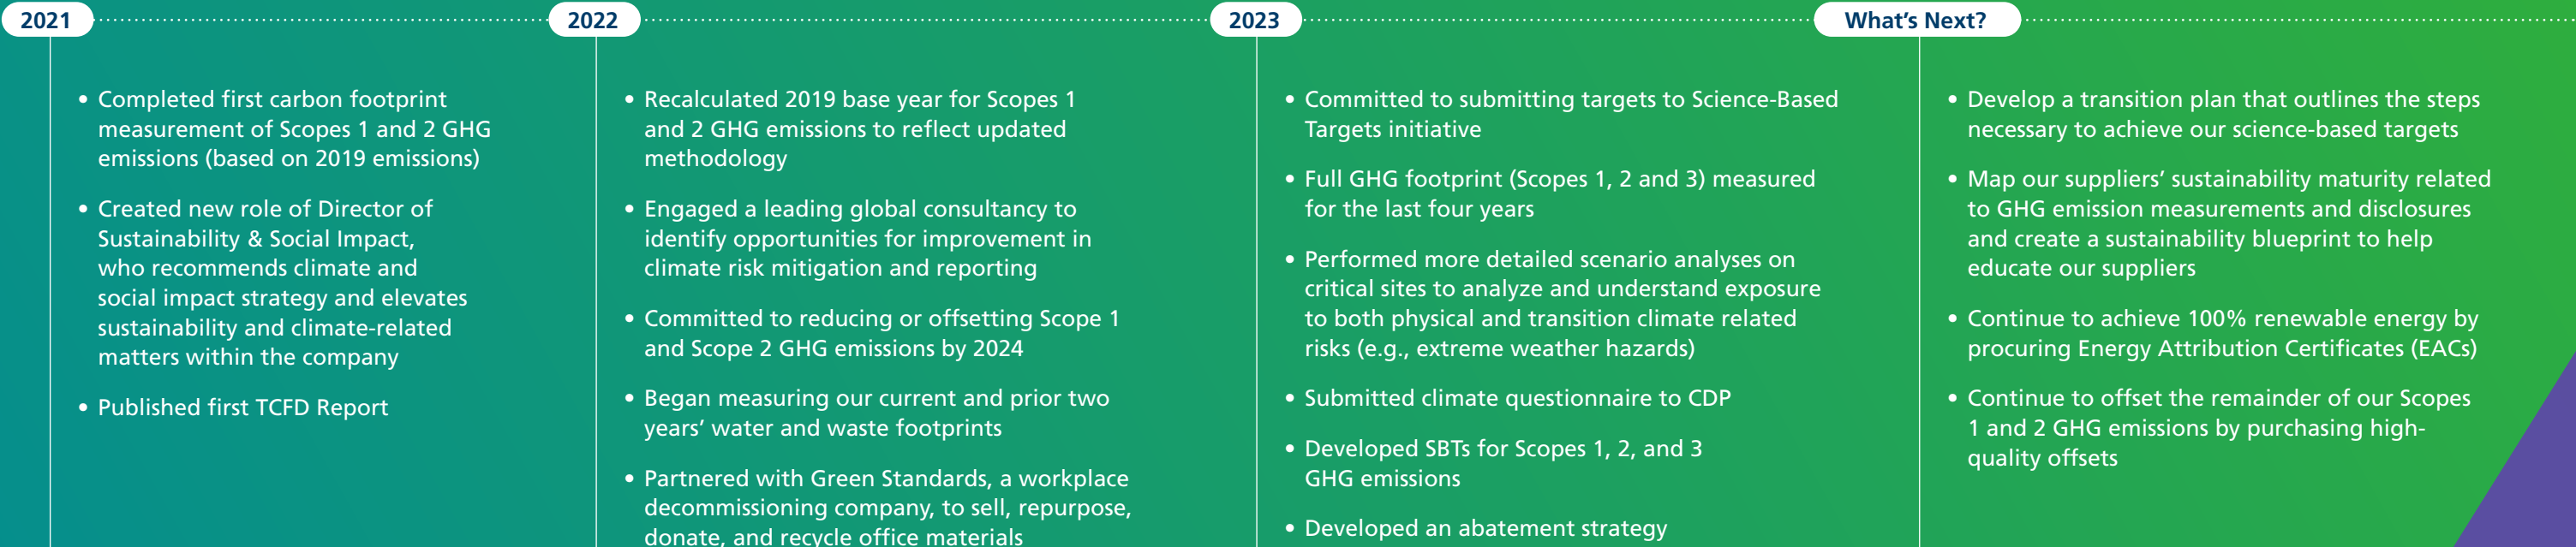 2021
• Completed first carbon footprint
measurement of Scopes 1 and 2 GHG
emissions (based on 2019 emissions)
• Created new role of Director of
Sustainability & Social Impact,
who recommends climate and
social impact strategy and elevates
sustainability and climate-related
matters within the company
• Published first TCFD Report
2022
• Recalculated 2019 base year for Scopes 1
and 2 GHG emissions to reflect updated
methodology
• Engaged a leading global consultancy to
identify opportunities for improvement in
climate risk mitigation and reporting
• Committed to reducing or offsetting Scope 1
and Scope 2 GHG emissions by 2024
• Began measuring our current and prior two
years’ water and waste footprints
• Partnered with Green Standards, a workplace
decommissioning company, to sell, repurpose,
donate, and recycle office materials
2023
• Committed to submitting targets to Science-Based
Targets initiative
• Full GHG footprint (Scopes 1, 2 and 3) measured
for the last four years
• Performed more detailed scenario analyses on
critical sites to analyze and understand exposure
to both physical and transition climate related
risks (e.g., extreme weather hazards)
• Submitted climate questionnaire to CDP
• Developed SBTs for Scopes 1, 2, and 3
GHG emissions
• Developed an abatement strategy
What’s Next?
• Develop a transition plan that outlines the steps
necessary to achieve our science-based targets
• Map our suppliers’ sustainability maturity related
to GHG emission measurements and disclosures
and create a sustainability blueprint to help
educate our suppliers
• Continue to achieve 100% renewable energy by
procuring Energy Attribution Certificates (EACs)
• Continue to offset the remainder of our Scopes
1 and 2 GHG emissions by purchasing high-
quality offsets